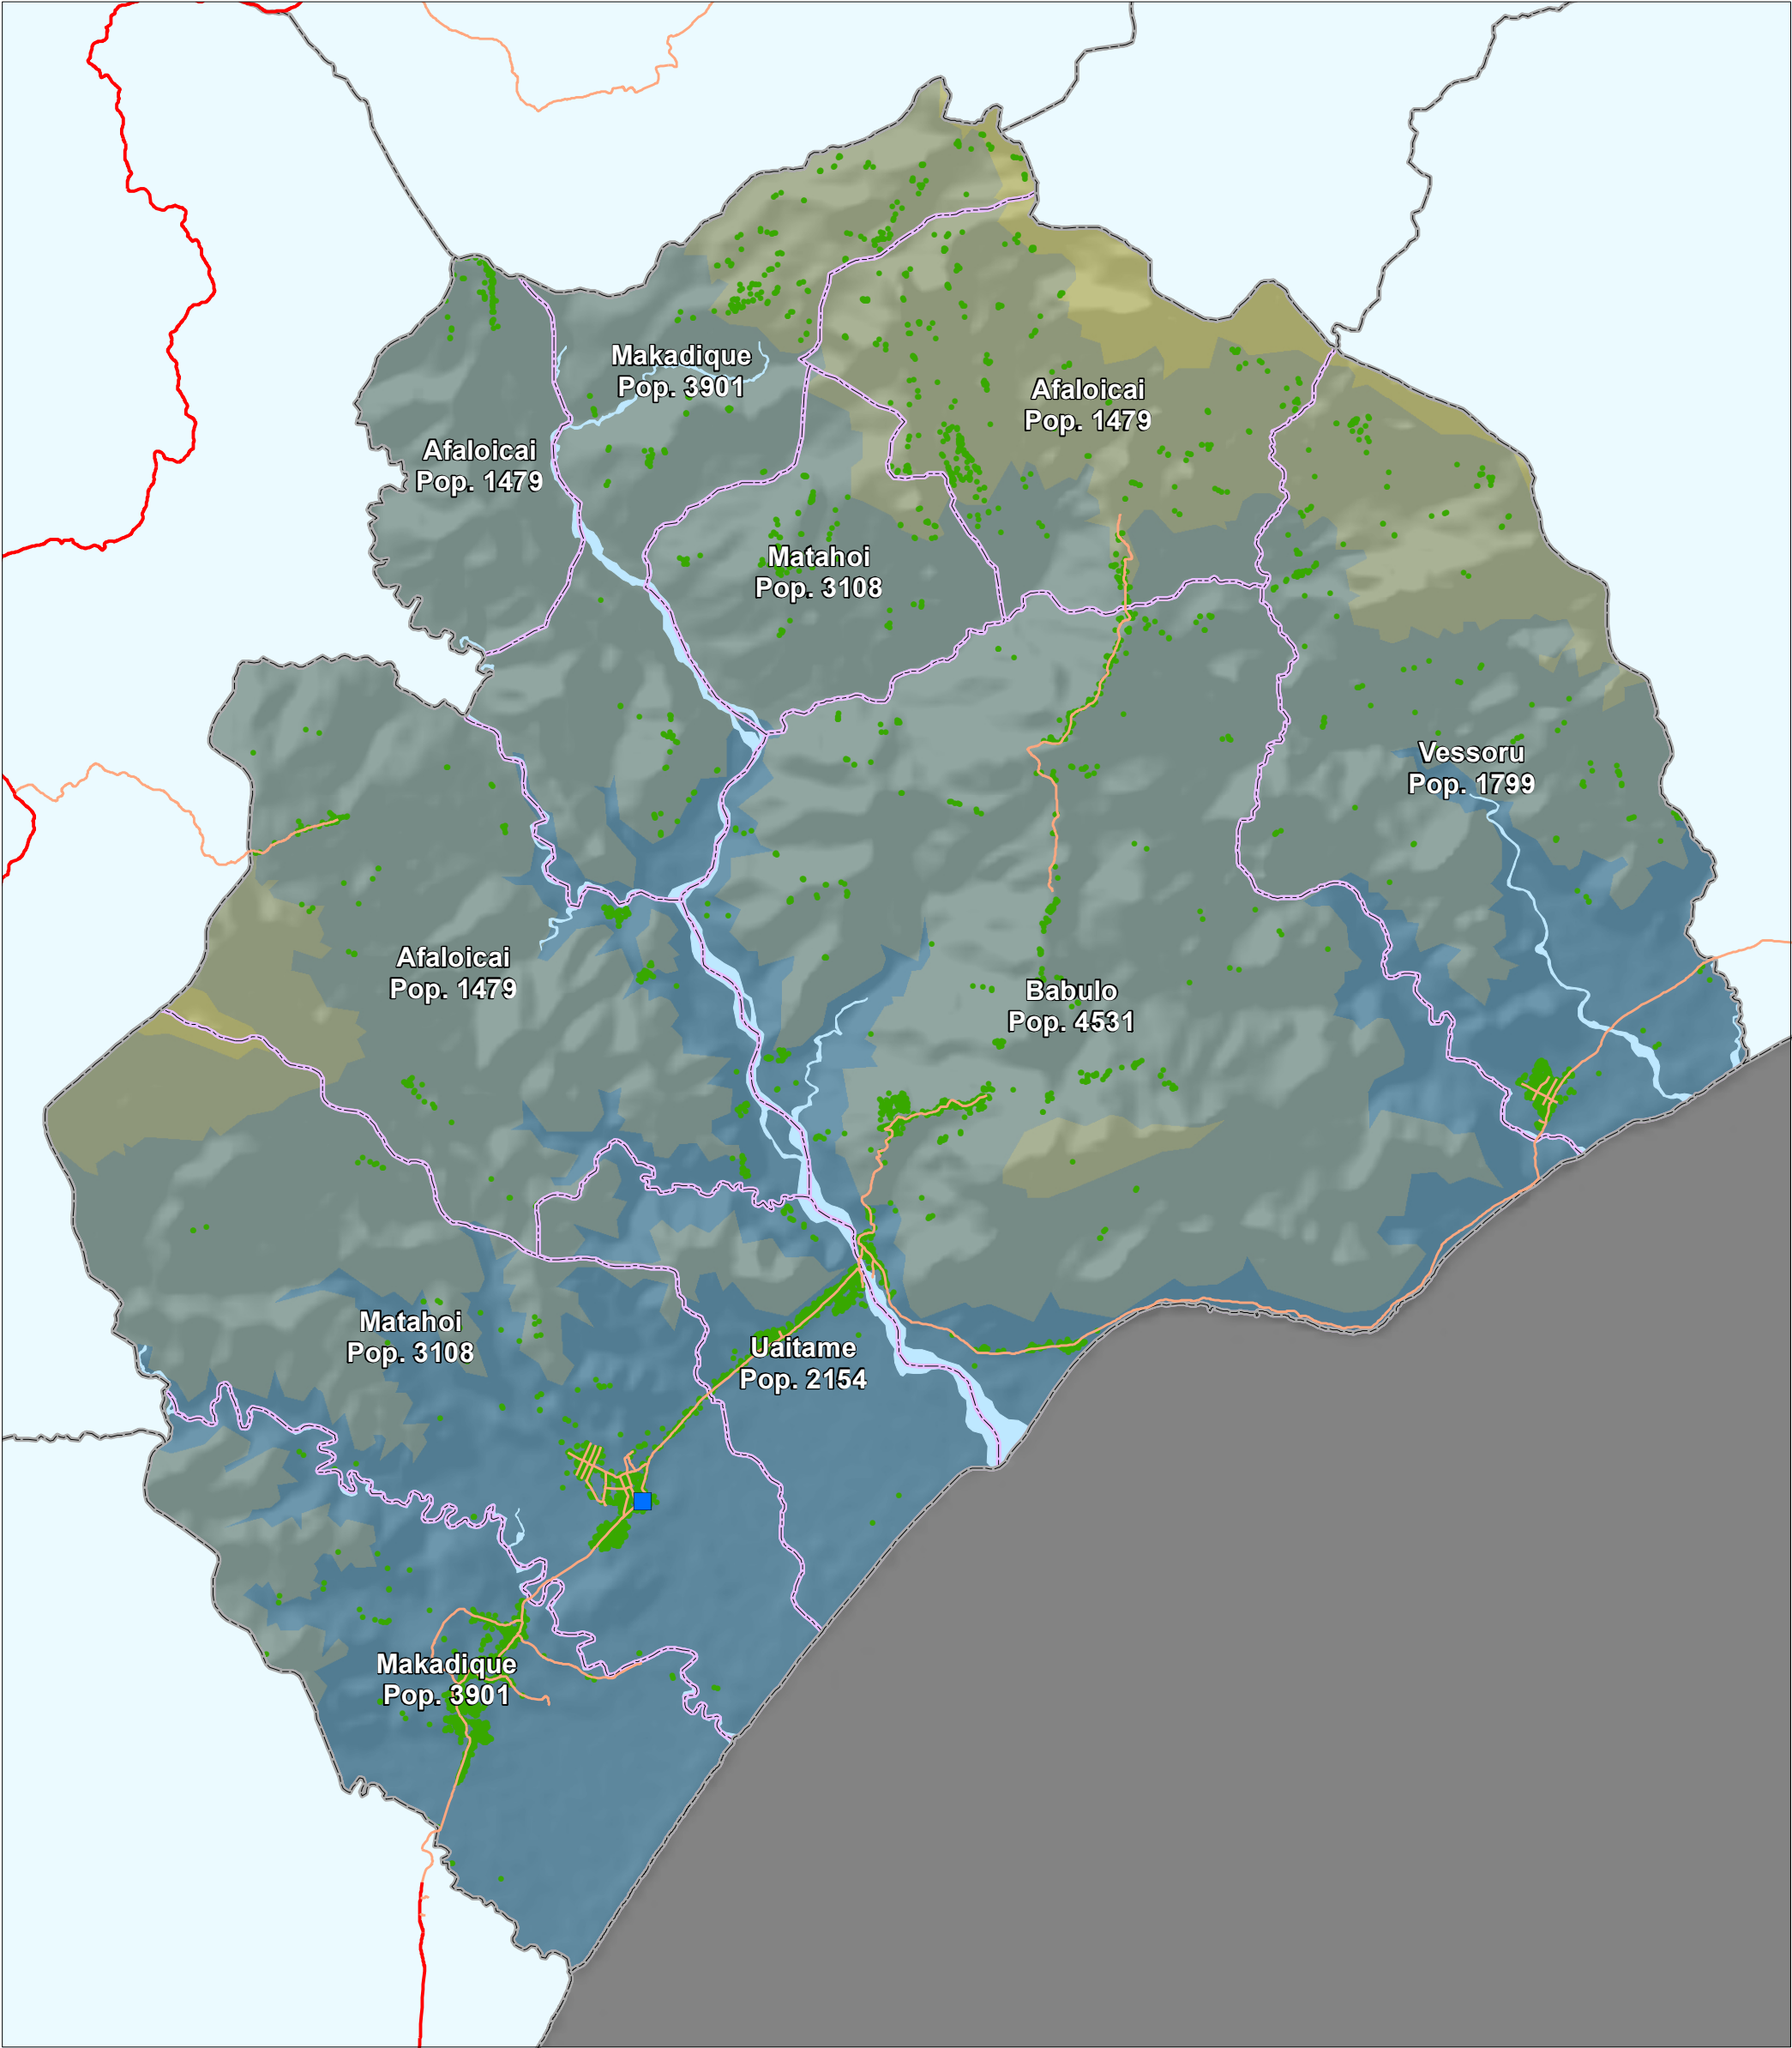 Makadique
Pop. 3901
Afaloicai
Pop. 1479
Afaloicai
Pop. 1479
Matahoi
Pop. 3108
Vessoru
Pop. 1799
Afaloicai
Pop. 1479
Babulo
Pop. 4531
Matahoi
Pop. 3108
Uaitame
Pop. 2154
Makadique
Pop. 3901